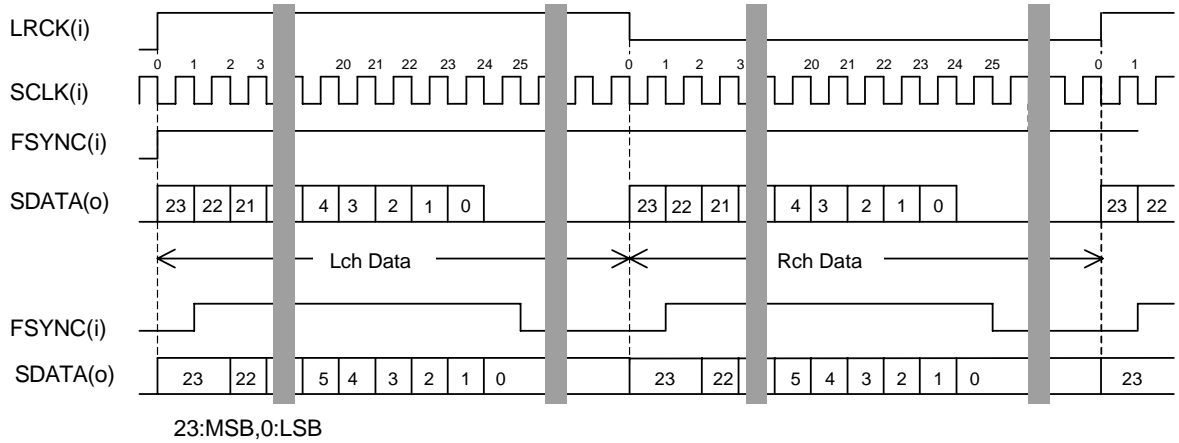 LRCK(i)
0 1 2 3 20 21 22 23 24 25 0 1 2 3 20 21 22 23 24 25 0 1
SCLK(i)
FSYNC(i)
SDATA(o)
23 22 21 4 3 2 1 0 23 22 21 4 3 2 1 0 23 22
Lch Data Rch Data
FSYNC(i)
SDATA(o)
23 22 5 4 3 2 1 0 23 22 5 4 3 2 1 0 23
23:MSB,0:LSB